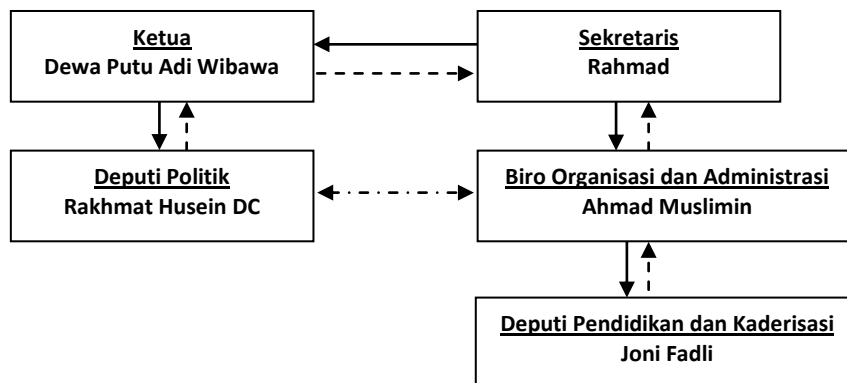 Ketua
Dewa Putu Adi Wibawa
Sekretaris
Rahmad
Deputi Politik
Rakhmat Husein DC
Biro Organisasi dan Administrasi
Ahmad Muslimin
Deputi Pendidikan dan Kaderisasi
Joni Fadli